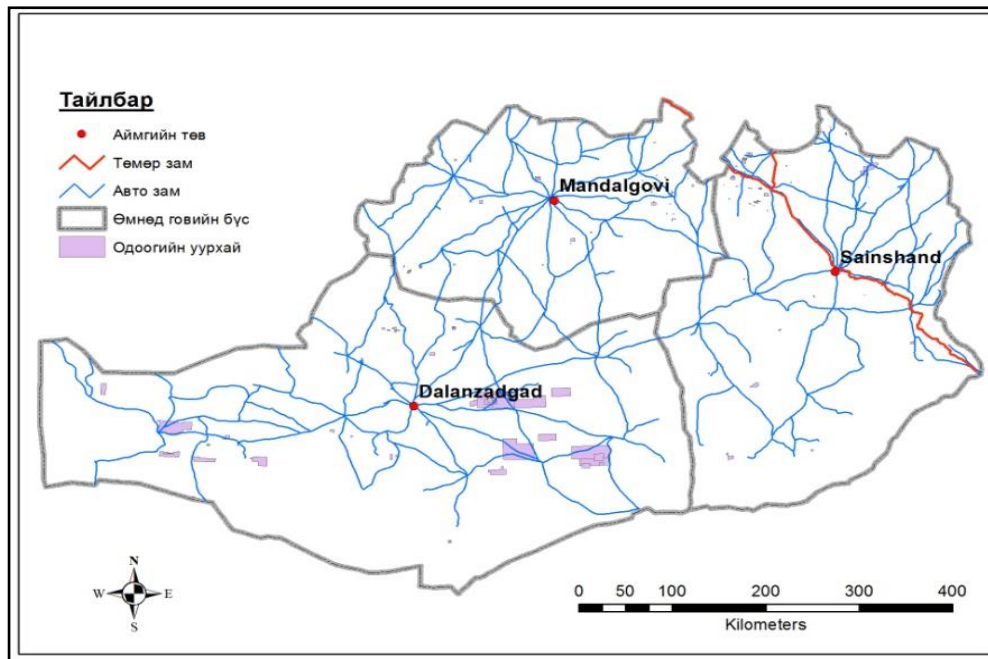 Тайлбар
Аймгийн төв
Төмөр зам
Авто зам
Өмнөд говийн бүс
Одоогийн уурхай
Mandalgovi
Sainshand
Dalanzadgad
N
W E
S
0 50 100 200 300 400
Kilometers